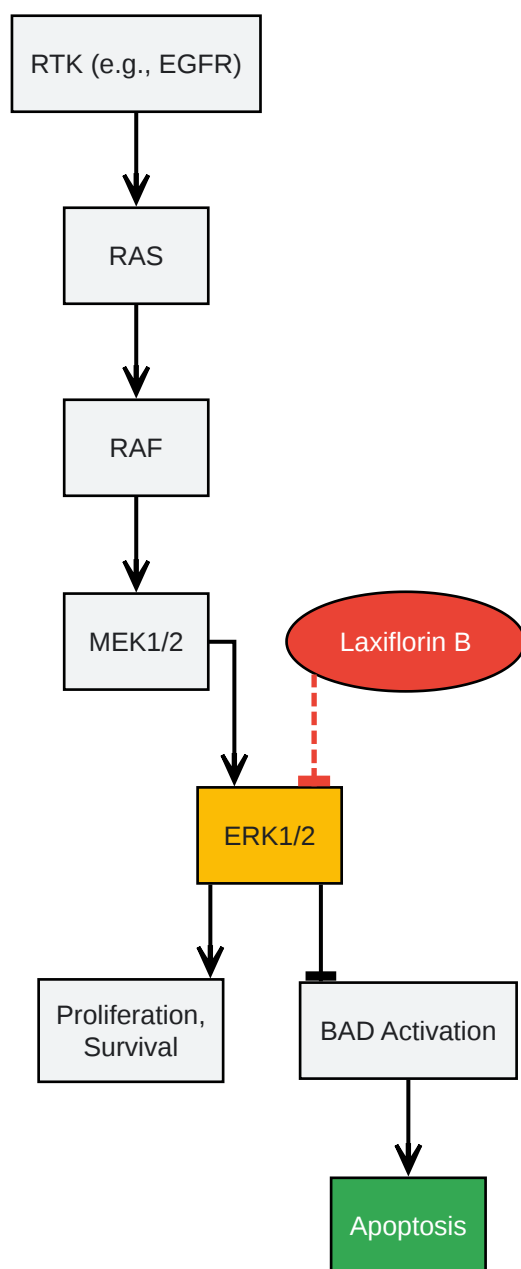 RTK (e.g., EGFR)
RAS
RAF
MEK1/2
Laxiflorin B
ERK1/2
Proliferation,
Survival
BAD Activation
Apoptosis